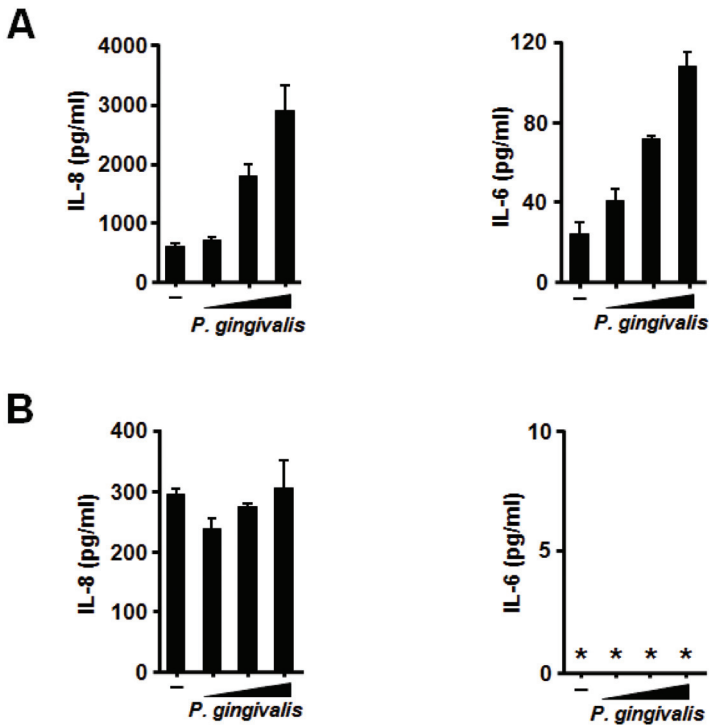 A
IL-8 (pg/ml)
4000
3000
2000
1000
0
–
P. gingivalis
IL-6 (pg/ml)
120
80
40
0
–
P. gingivalis
B
IL-8 (pg/ml)
400
300
200
100
0
–
P. gingivalis
IL-6 (pg/ml)
10
5
0
* * * *
–
P. gingivalis